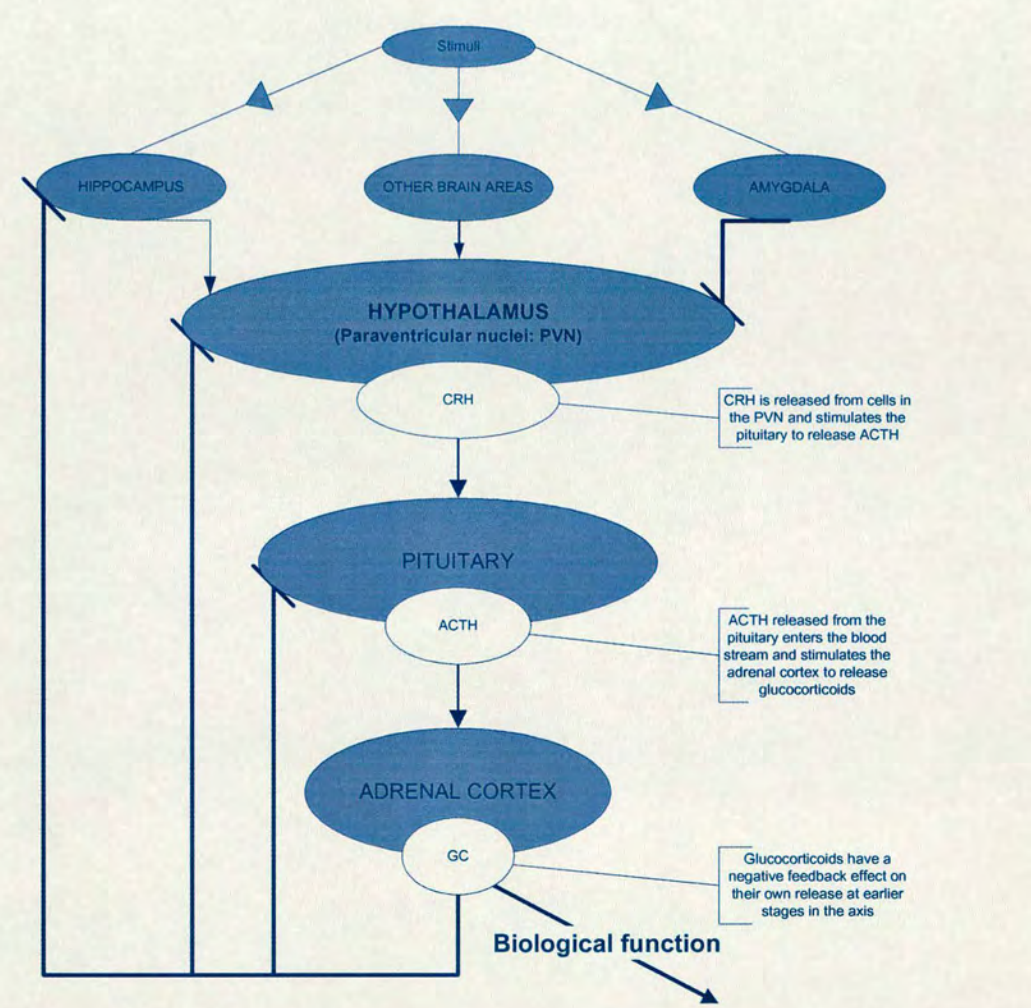 Stimuli
HIPPOCAMPUS
OTHER BRAIN AREAS
AMYGDALA
HYPOTHALAMUS
(Paraventricular nuclei: PVN)
CRH
CRH is released from cells in
the PVN and stimulates the
pituitary to release ACTH
PITUITARY
ACTH
ACTH released from the
pituitary enters the blood
stream and stimulates the
adrenal cortex to release
glucocorticoids
ADRENAL CORTEX
GC
Glucocorticoids have a
negative feedback effect on
their own release at earlier
stages in the axis
Biological function